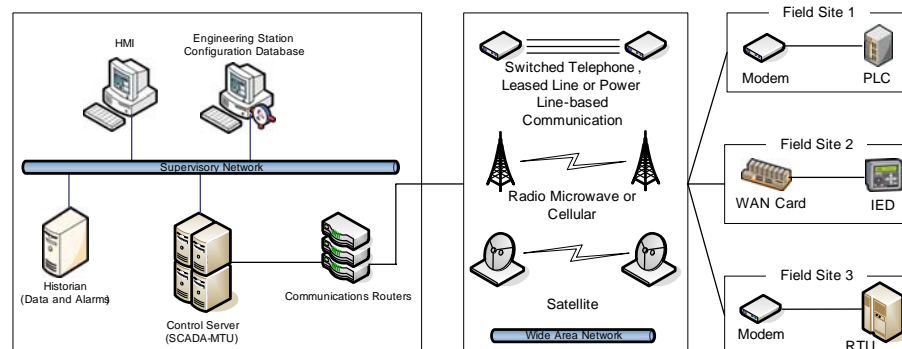 HMI
Engineering Station
Configuration Database
Supervisory Network
Historian
(Data and Alarms)
Control Server
(SCADA-MTU)
Communications Routers
Switched Telephone ,
Leased Line or Power
Line-based
Communication
Radio Microwave or
Cellular
Satellite
Wide Area Network
Field Site 1
Modem
PLC
Field Site 2
WAN Card
IED
Field Site 3
Modem
RTU